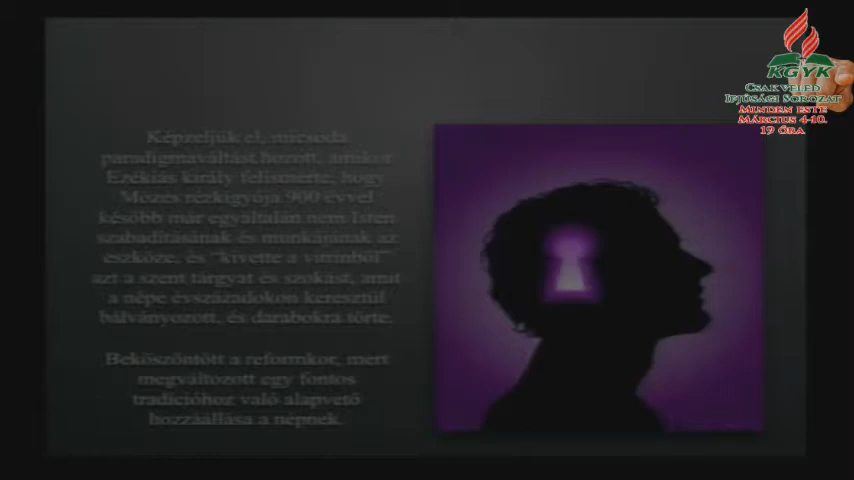 KGYK
Csak veled
Ifjúsági Sorozat
Minden este
Március 4-10.
19 óra
Képzeljük el, micsoda
paradigmaváltást hozott, amikor
Ezékiás király felismerte, hogy
Mózes rézkígyója 900 évvel
később már egyáltalán nem Isten
szabadításának és munkájának az
eszköze, és "kivette a vitrinből"
azt a szent tárgyat és szokást, amit
a népe évszázadokon keresztül
bálványozott, és darabokra törte.
Beköszöntött a reformkor, mert
megváltozott egy fontos
tradícióhoz való alapvető
hozzáállása a népnek.